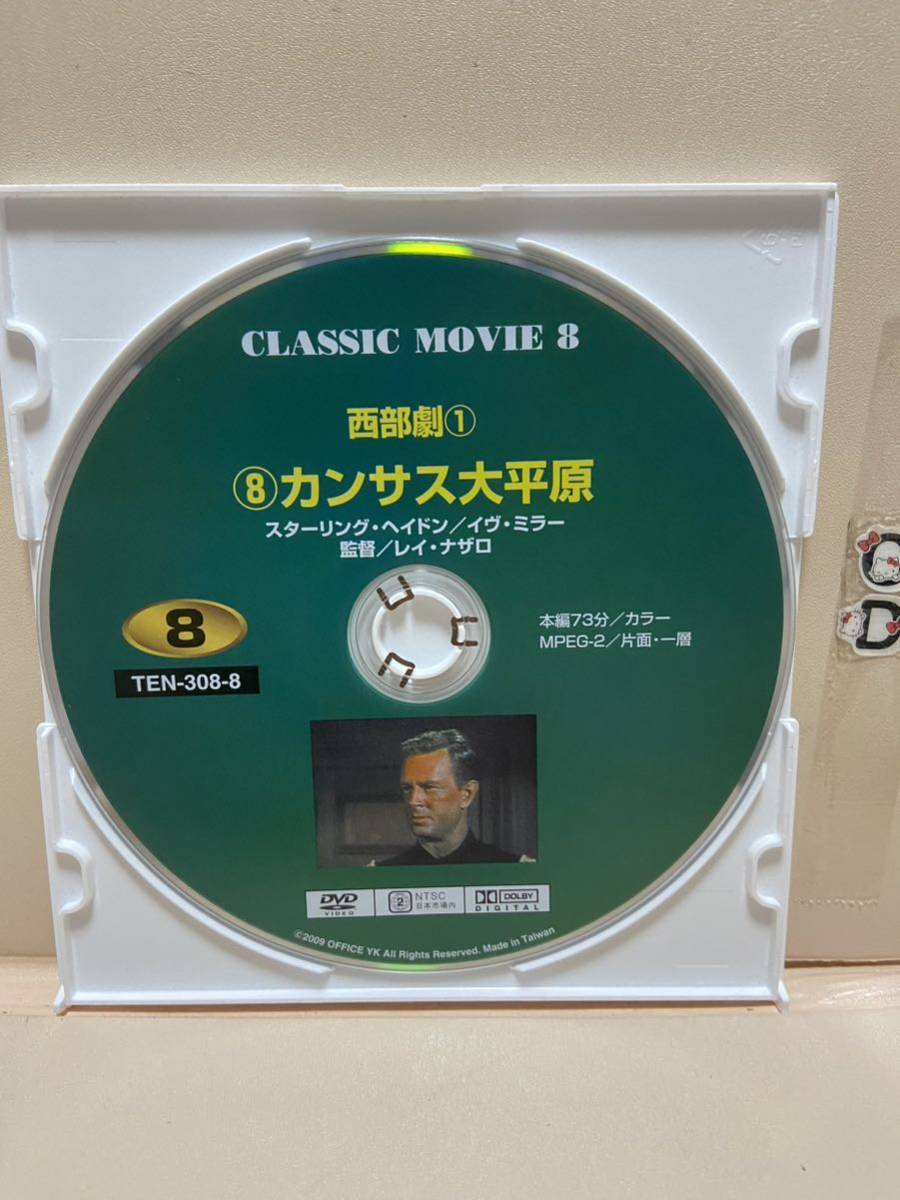 CLASSIC MOVIE 8
西部劇①
⑧カンサス大平原
スターリング・ヘイドン／イヴ・ミラー
監督／レイ・ナザロ
本編73分／カラー
MPEG-2／片面・一層
8
TEN-308-8
DVD
VIDEO
2
NTSC
日本市場内
DOLBY
DIGITAL
©2009 OFFICE YK All Rights Reserved. Made in Taiwan